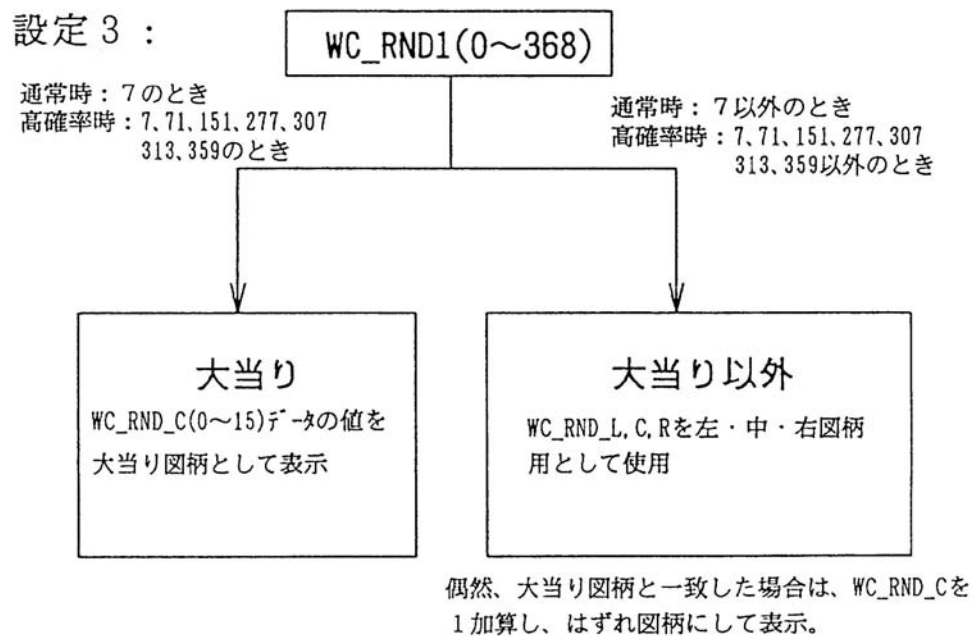 設定3：
WC_RND1(0～368)
通常時：7のとき
高確率時：7,71,151,277,307
313,359のとき
通常時：7以外のとき
高確率時：7,71,151,277,307
313,359以外のとき
大当り
WC_RND_C(0～15)ﾃﾞｰﾀの値を
大当り図柄として表示
大当り以外
WC_RND_L,C,Rを左・中・右図柄
用として使用
偶然、大当り図柄と一致した場合は、WC_RND_Cを
1加算し、はずれ図柄にして表示。